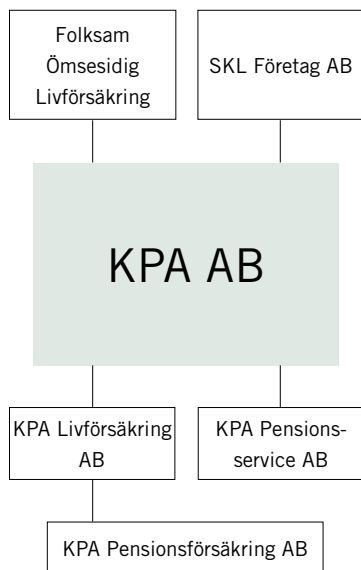 Folksam
Ömsesidig
Livförsäkring
SKL Företag AB
KPA AB
KPA Livförsäkring
AB
KPA Pensions-
service AB
KPA Pensionsförsäkring AB